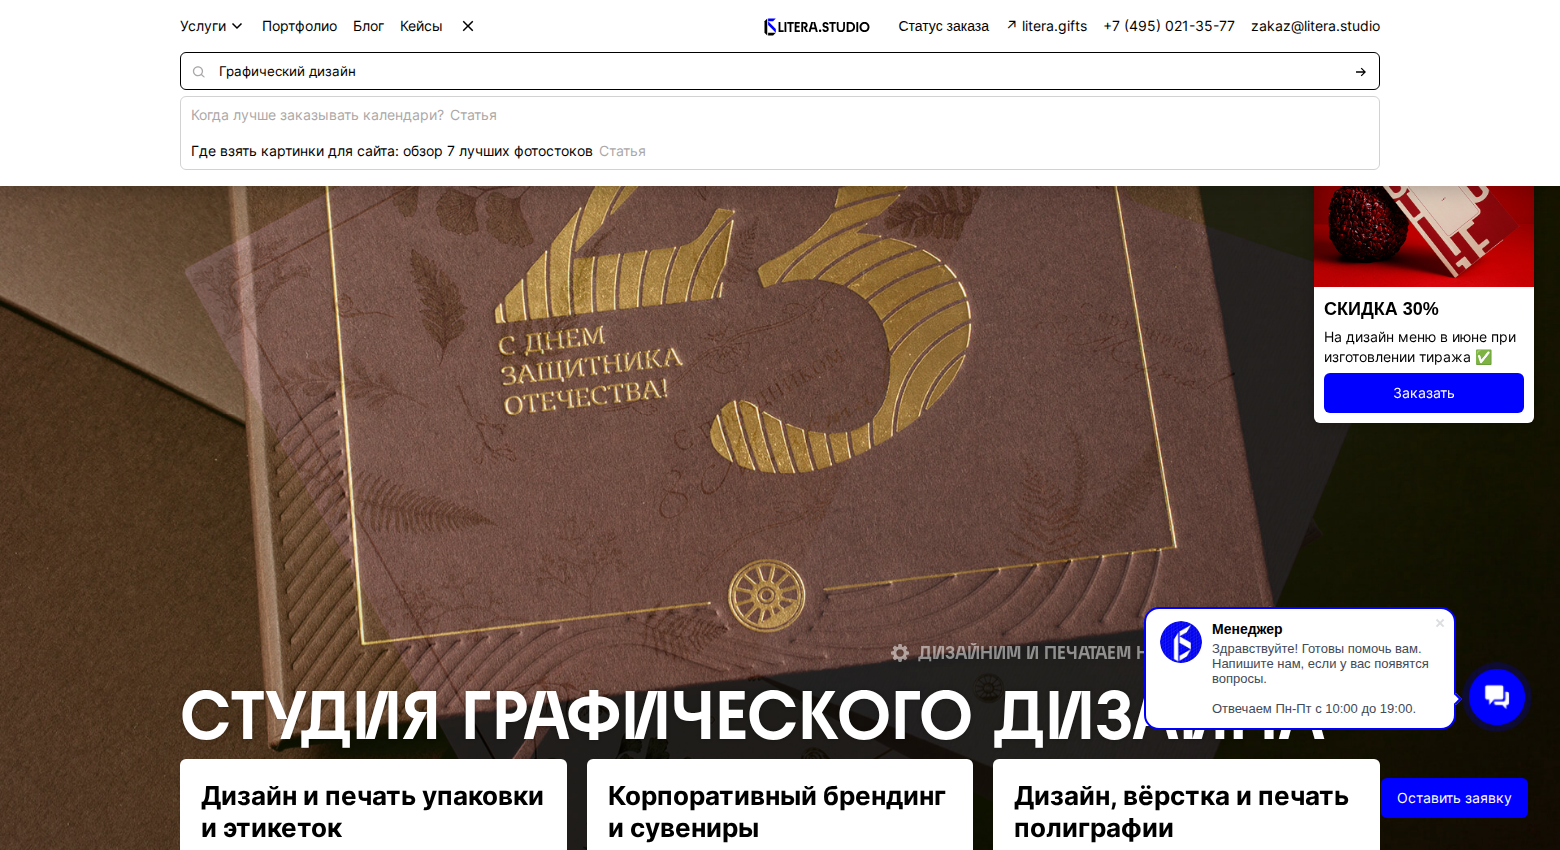 Услуги
Портфолио
Блог
Кейсы
LITERA.STUDIO
Статус заказа
litera.gifts
+7 (495) 021-35-77
zakaz@litera.studio
Графический дизайн
Когда лучше заказывать календари? Статья
Где взять картинки для сайта: обзор 7 лучших фотостоков Статья
С ДНЕМ
ЗАЩИТНИКА
ОТЕЧЕСТВА!
СКИДКА 30%
На дизайн меню в июне при
изготовлении тиража ✅
Заказать
ДИЗАЙНИМ И ПЕЧАТАЕМ
СТУДИЯ ГРАФИЧЕСКОГО ДИЗАЙНА
Менеджер
Здравствуйте! Готовы помочь вам.
Напишите нам, если у вас появятся
вопросы.
Отвечаем Пн-Пт с 10:00 до 19:00.
Дизайн и печать упаковки
и этикеток
Корпоративный брендинг
и сувениры
Дизайн, вёрстка и печать
полиграфии
Оставить заявку